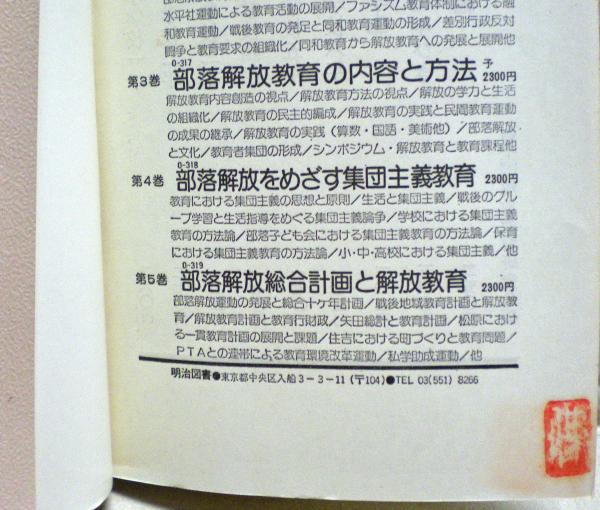 水平社運動による教育活動の展開／ファシズム教育体制における融
和教育運動／戦後教育の発足と同和教育運動の形成／差別行政反対
闘争と教育要求の組織化／同和教育から解放教育への発展と展開他
0-317
第3巻 部落解放教育の内容と方法 予2300円
解放教育内容創造の視点／解放教育方法の視点／解放の学力と生活
の組織化／解放教育の民主的編成／解放教育の実践と民間教育運動
の成果の継承／解放教育の実践（算数・国語・美術他）／部落解放
と文化／教育者集団の形成／シンポジウム・解放教育と教育課程他
0-318
第4巻 部落解放をめざす集団主義教育 2300円
教育における集団主義の思想と原則／生活と集団主義／戦後のグル
ープ学習と生活指導をめぐる集団主義論争／学校における集団主義
教育の方法論／部落子ども会における集団主義教育の方法論／保育
における集団主義教育の方法論／小・中・高校における集団主義／他
0-319
第5巻 部落解放総合計画と解放教育 2300円
部落解放運動の発展と総合十ケ年計画／戦後地域教育計画と解放教
育／解放教育計画と教育行財政／矢田総計と教育計画／松原におけ
る一貫教育計画の展開と課題／住吉における町づくりと教育問題／
PTAとの連帯による教育環境改革運動／私学助成運動／他
明治図書●東京都中央区入船3－3－11（〒104）●TEL 03(551) 8266